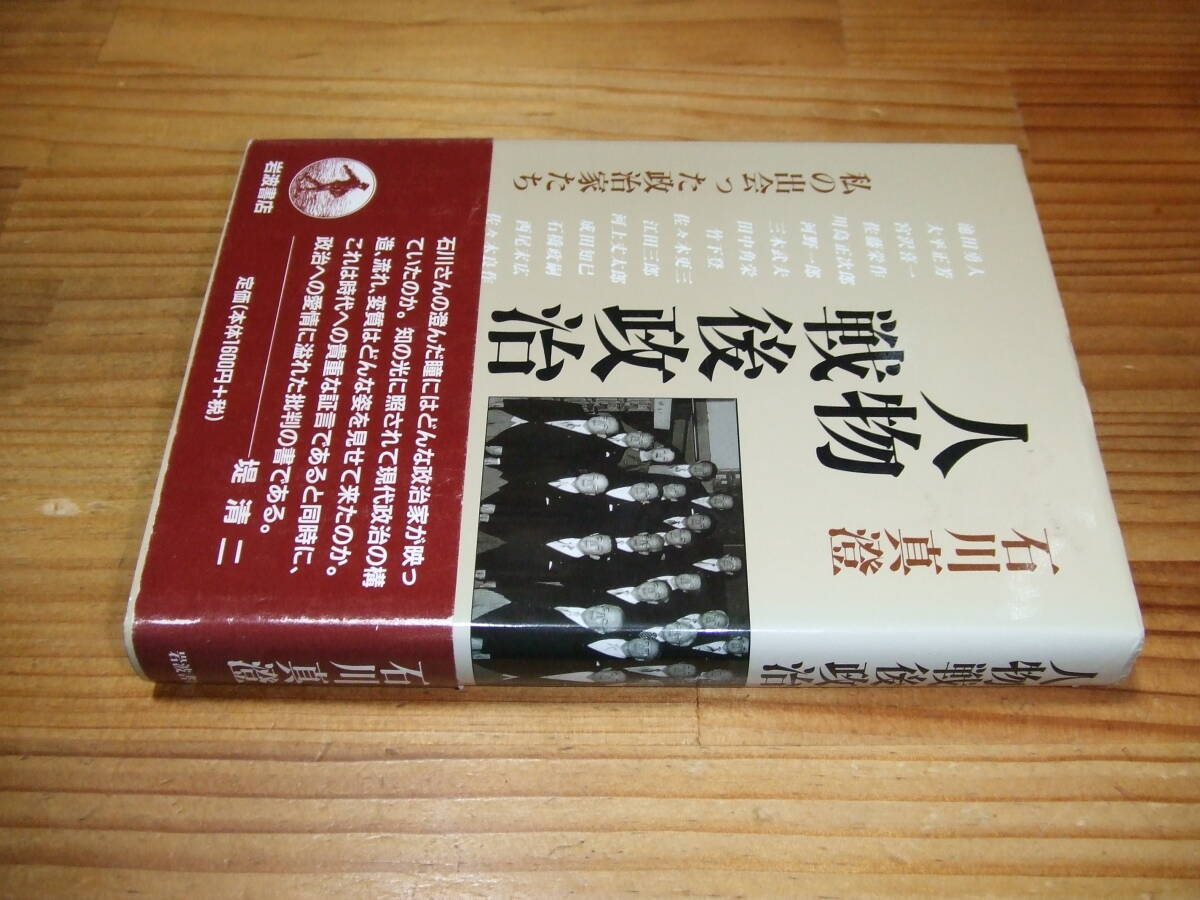 人物
戦後
政治
石川真澄
私の出会った政治家たち
池田勇人
大平正芳
宮沢喜一
佐藤栄作
川島正次郎
河野一郎
三木武夫
田中角栄
竹下登
佐々木更三
江田三郎
河上丈太郎
成田知巳
石橋政嗣
西尾末広
佐々木良作
石川さんの澄んだ瞳にはどんな政治家が映っ
ていたのか。知の光に照されて現代政治の構
造、流れ、変質はどんな姿を見せて来たのか。
これは時代への貴重な証言であると同時に、
政治への愛情に溢れた批判の書である。
堤 清二
定価(本体1600円+税)
岩波書店
人物戦後政治
石川真澄
岩波